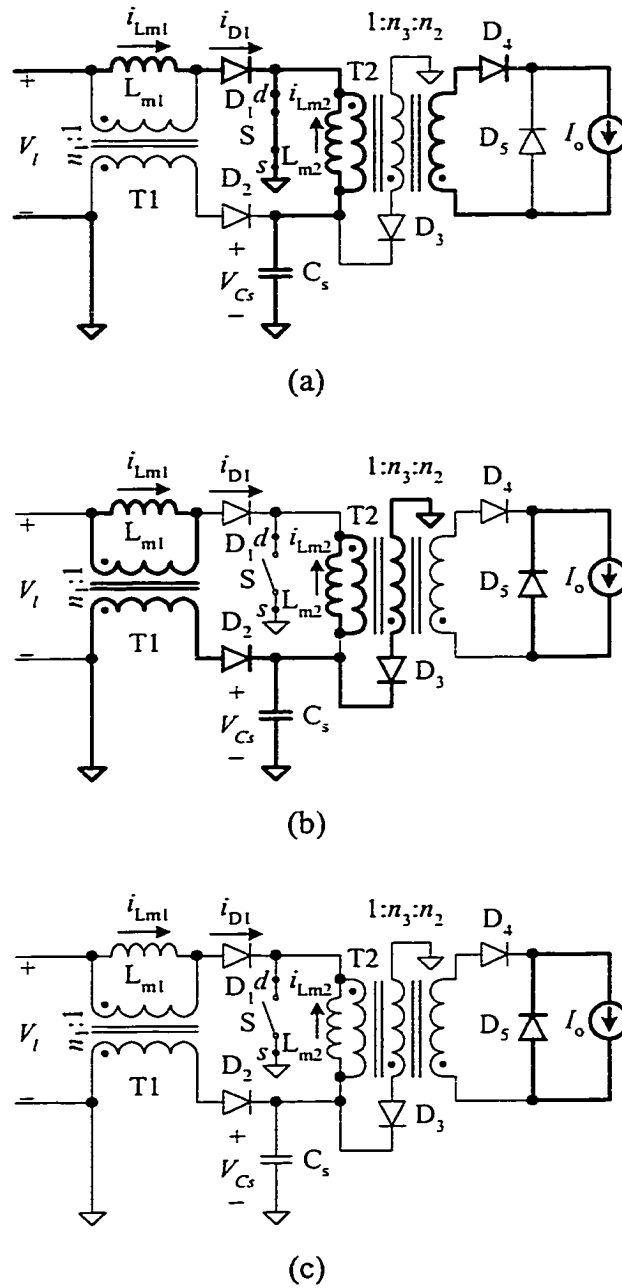 i_Lm1 i_D1 1:n_3:n_2 D_4
+ L_m1 D_1 d i_Lm2 T2
V_I n_1:1 S L_m2 D_5 I_o
− T1 D_2 s D_3
+
V_Cs C_s
−
(a)
i_Lm1 i_D1 1:n_3:n_2 D_4
+ L_m1 D_1 d i_Lm2 T2
V_I n_1:1 S L_m2 D_5 I_o
− T1 D_2 s D_3
+
V_Cs C_s
−
(b)
i_Lm1 i_D1 1:n_3:n_2 D_4
+ L_m1 D_1 d i_Lm2 T2
V_I n_1:1 S L_m2 D_5 I_o
− T1 D_2 s D_3
+
V_Cs C_s
−
(c)